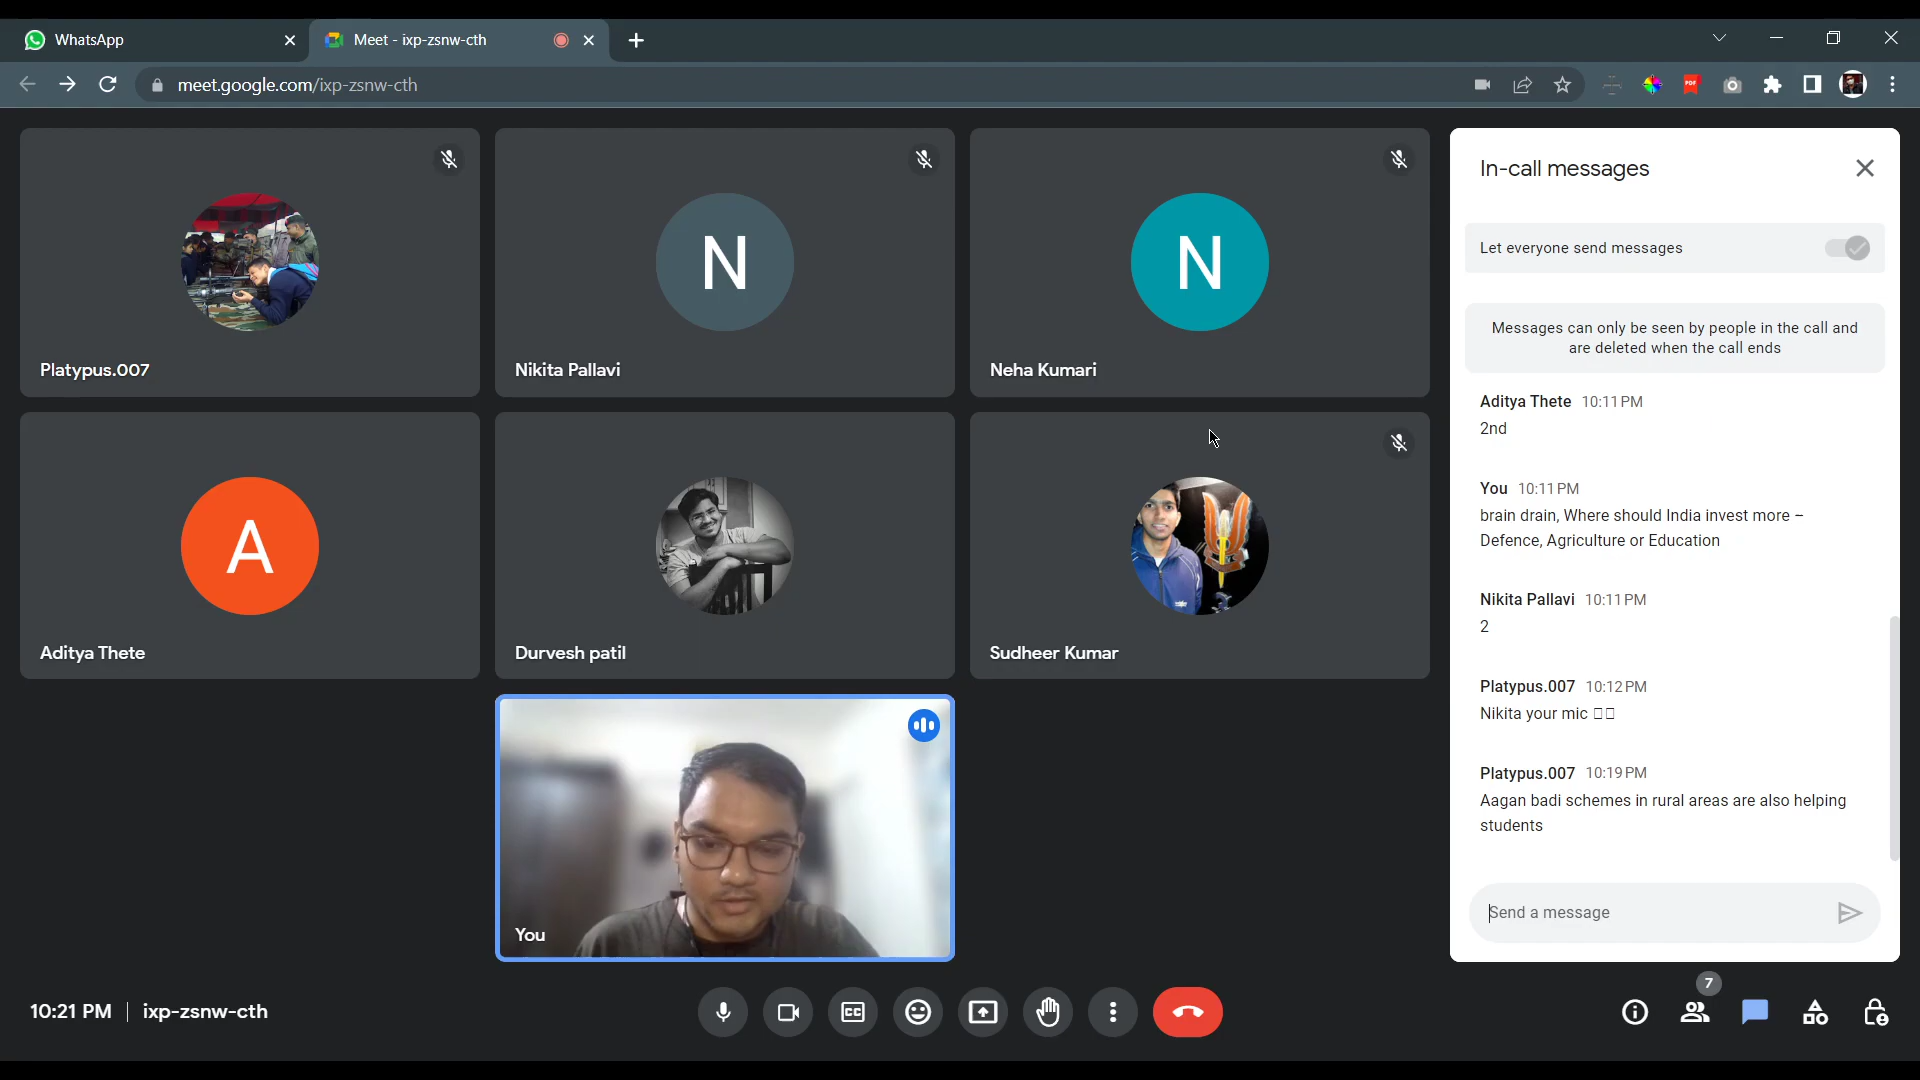 WhatsApp
Meet - ixp-zsnw-cth
meet.google.com/ixp-zsnw-cth
PDF
Platypus.007
N
Nikita Pallavi
N
Neha Kumari
A
Aditya Thete
Durvesh patil
Sudheer Kumar
You
In-call messages
Let everyone send messages
Messages can only be seen by people in the call and
are deleted when the call ends
Aditya Thete 10:11 PM
2nd
You 10:11 PM
brain drain, Where should India invest more –
Defence, Agriculture or Education
Nikita Pallavi 10:11 PM
2
Platypus.007 10:12 PM
Nikita your mic
Platypus.007 10:19 PM
Aagan badi schemes in rural areas are also helping
students
Send a message
10:21 PM | ixp-zsnw-cth
CC
7